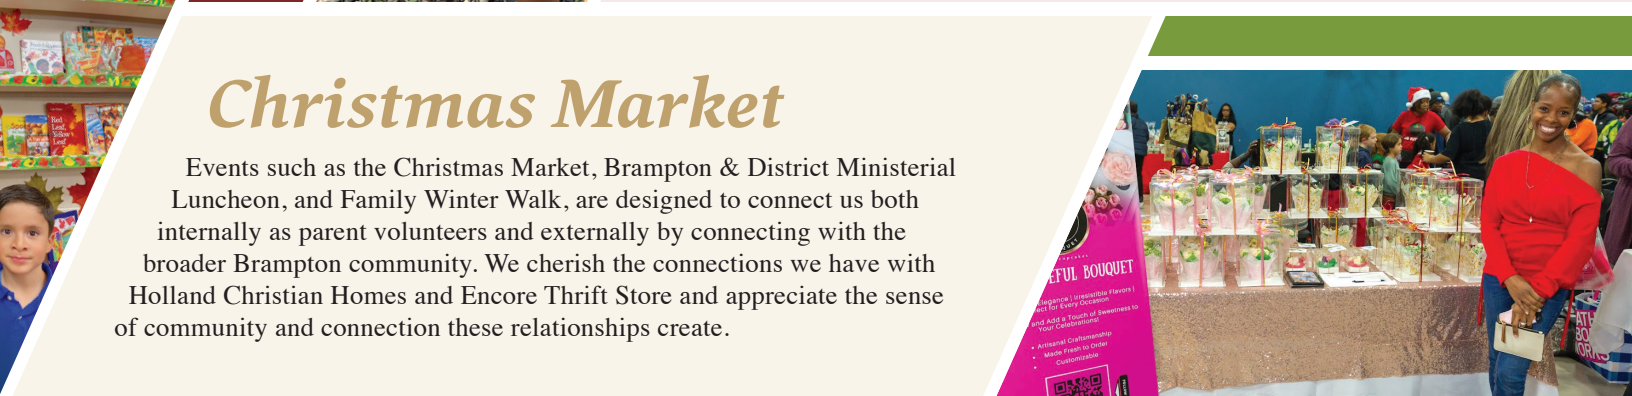 Christmas Market
Events such as the Christmas Market, Brampton & District Ministerial
Luncheon, and Family Winter Walk, are designed to connect us both
internally as parent volunteers and externally by connecting with the
broader Brampton community. We cherish the connections we have with
Holland Christian Homes and Encore Thrift Store and appreciate the sense
of community and connection these relationships create.
Red
Leaf,
Yellow
Leaf
BOUQUET
Elegance | Irresistible Flavors |
for Every Occasion
and Add a Touch of Sweetness to
Your Celebrations!
• Artisanal Craftsmanship
• Made Fresh to Order
• Customizable